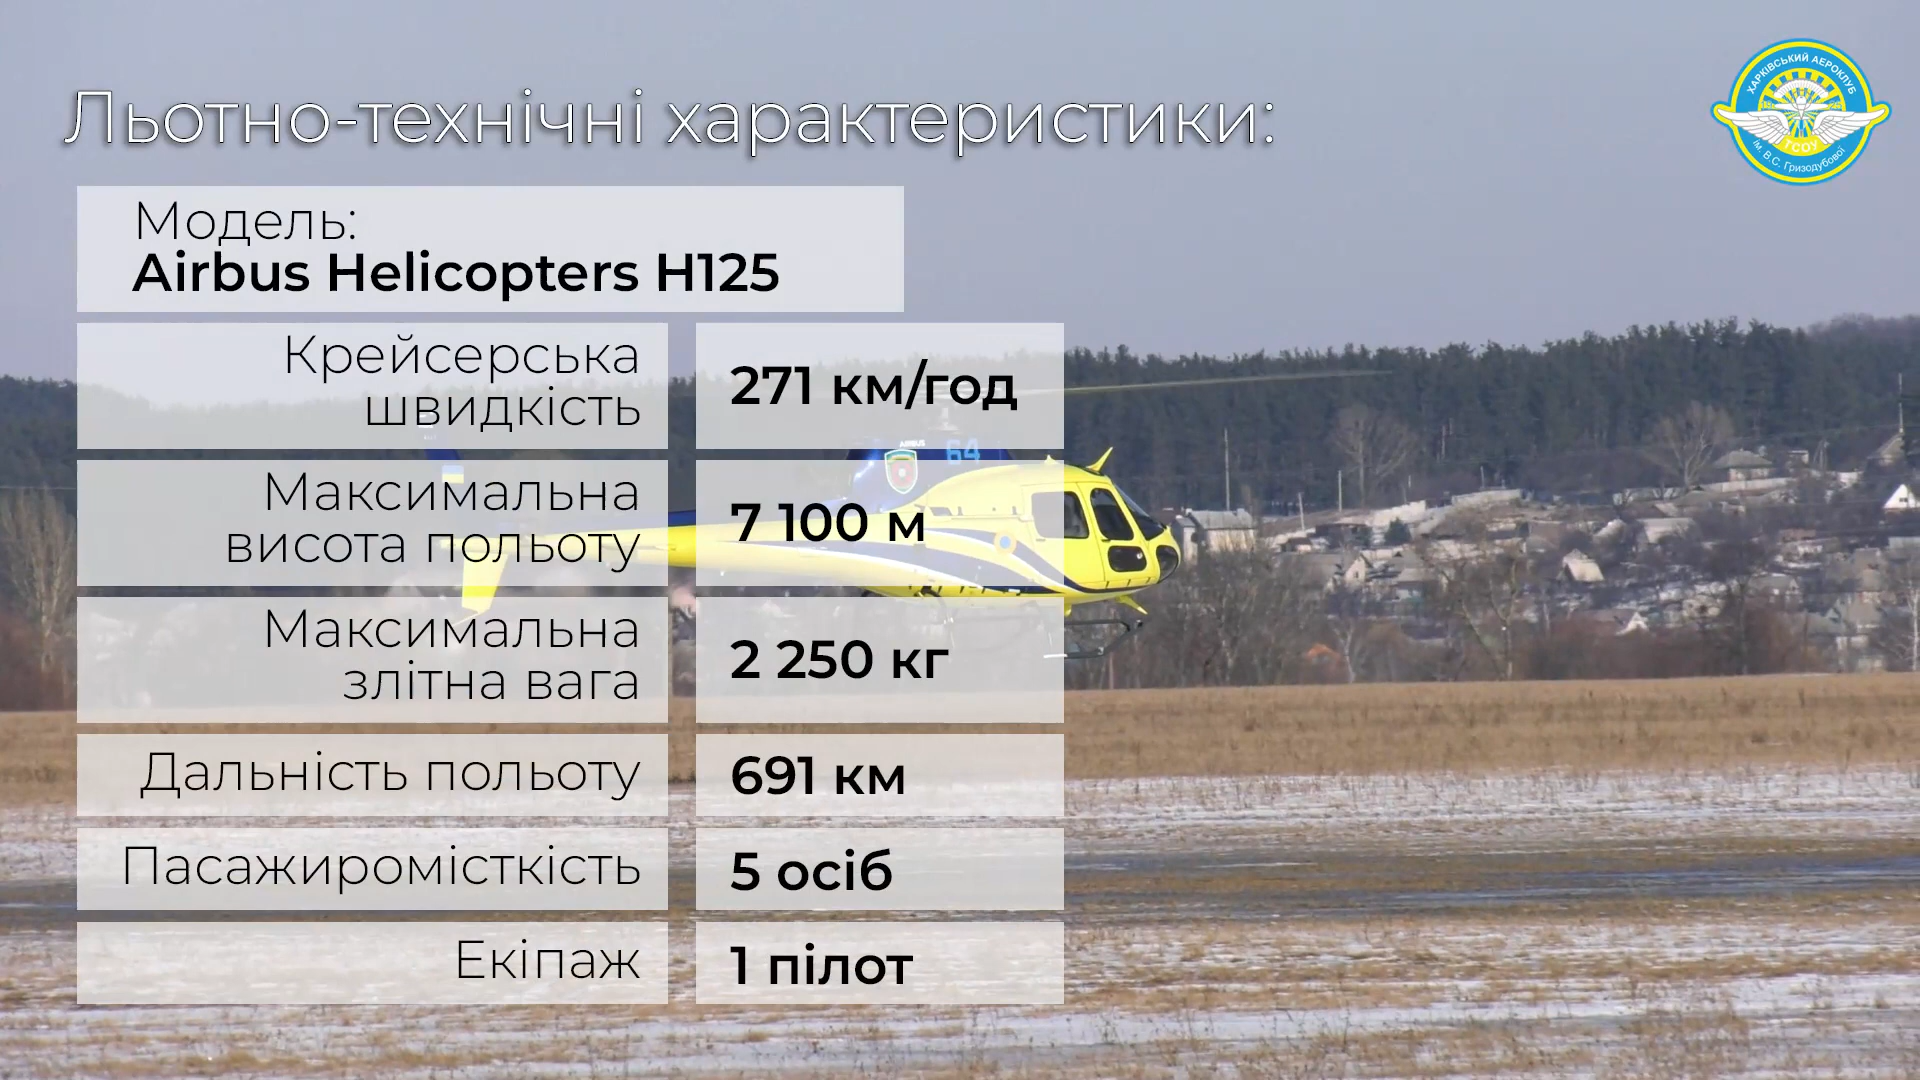 Льотно-технічні характеристики:
ХАРКІВСЬКИЙ АЕРОКЛУБ
ТСОУ
ім. В.С. Гризодубової
Модель:
Airbus Helicopters H125
Крейсерська
швидкість
271 км/год
Максимальна
висота польоту
7 100 м
Максимальна
злітна вага
2 250 кг
Дальність польоту
691 км
Пасажиромісткість
5 осіб
Екіпаж
1 пілот
AIRBUS
64